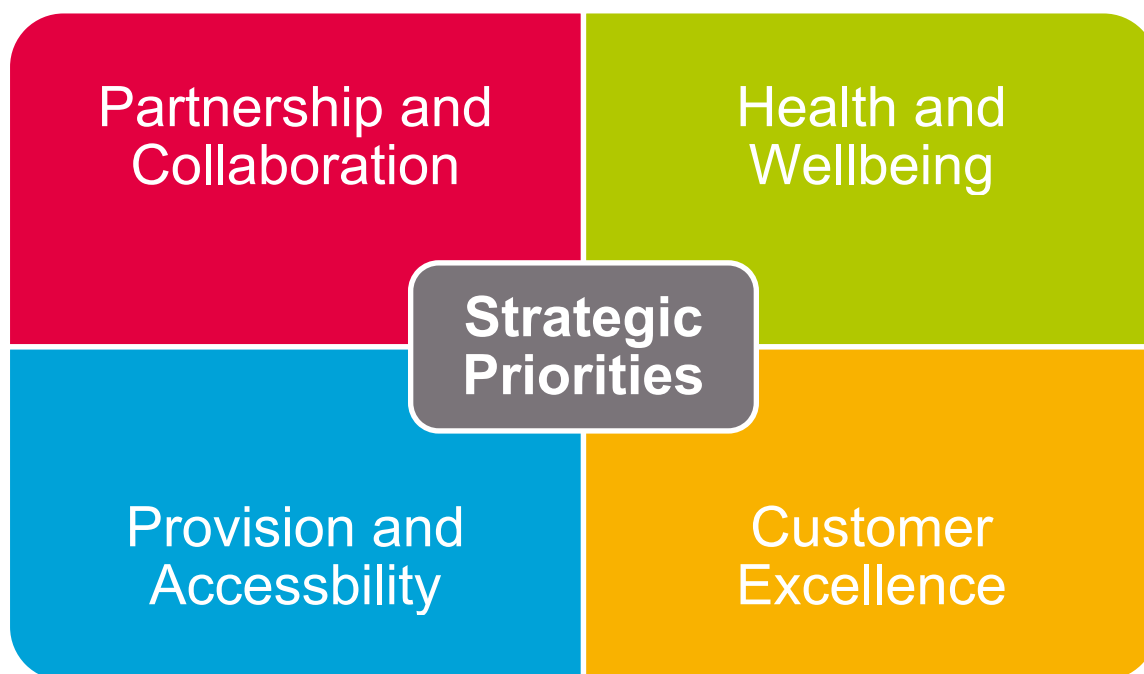 Partnership and
Collaboration
Health and
Wellbeing
Strategic
Priorities
Provision and
Accessbility
Customer
Excellence